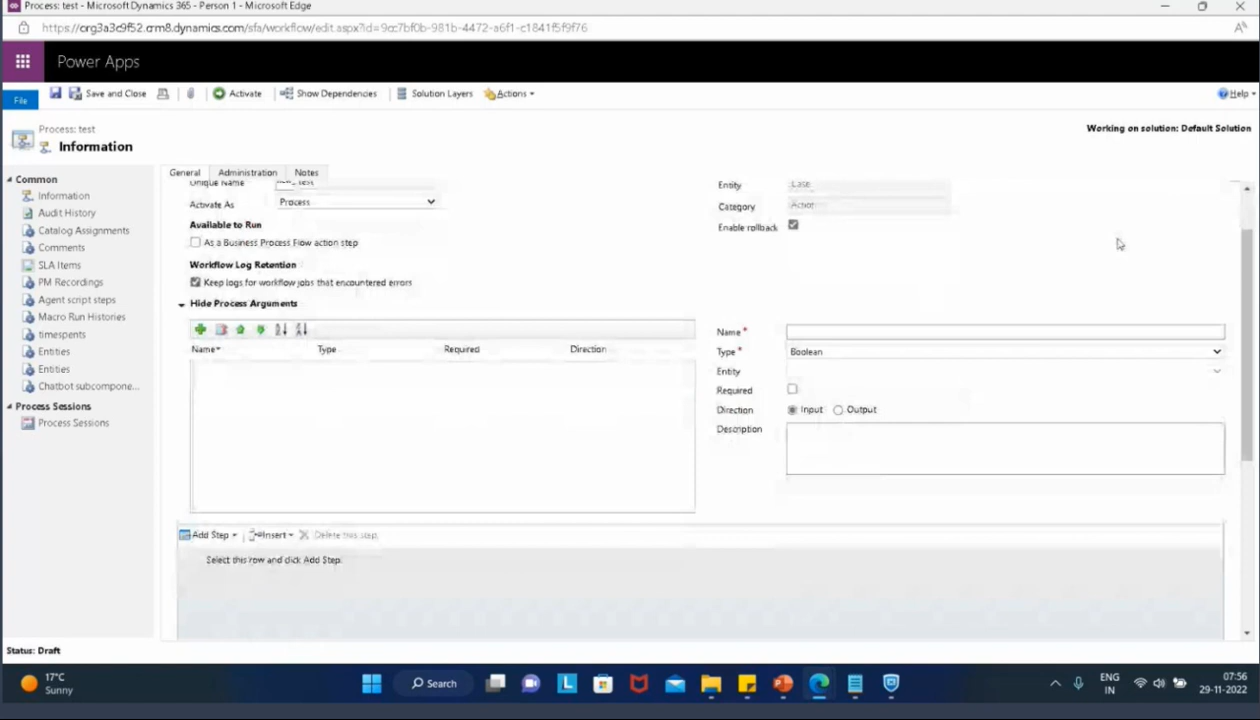 Process: test - Microsoft Dynamics 365 - Person 1 - Microsoft Edge
https://org3a3c9f52.crm8.dynamics.com/sfa/workflow/edit.aspx?id=9cc7bf0b-981b-4472-a6f1-c1841f5f9f76
Power Apps
File
Save and Close
Activate
Show Dependencies
Solution Layers
Actions
Help
Process: test
Information
Working on solution: Default Solution
Common
Information
Audit History
Catalog Assignments
Comments
SLA Items
PM Recordings
Agent script steps
Macro Run Histories
timespents
Entities
Entities
Chatbot subcompone...
Process Sessions
Process Sessions
General Administration Notes
Unique Name
Activate As Process
Available to Run
As a Business Process Flow action step
Workflow Log Retention
Keep logs for workflow jobs that encountered errors
Hide Process Arguments
Name Type Required Direction
Entity Case
Category Action
Enable rollback
Name *
Type * Boolean
Entity
Required
Direction Input Output
Description
Add Step Insert Delete this step.
Select this row and click Add Step.
Status: Draft
17°C
Sunny
Search
ENG
IN
07:56
29-11-2022